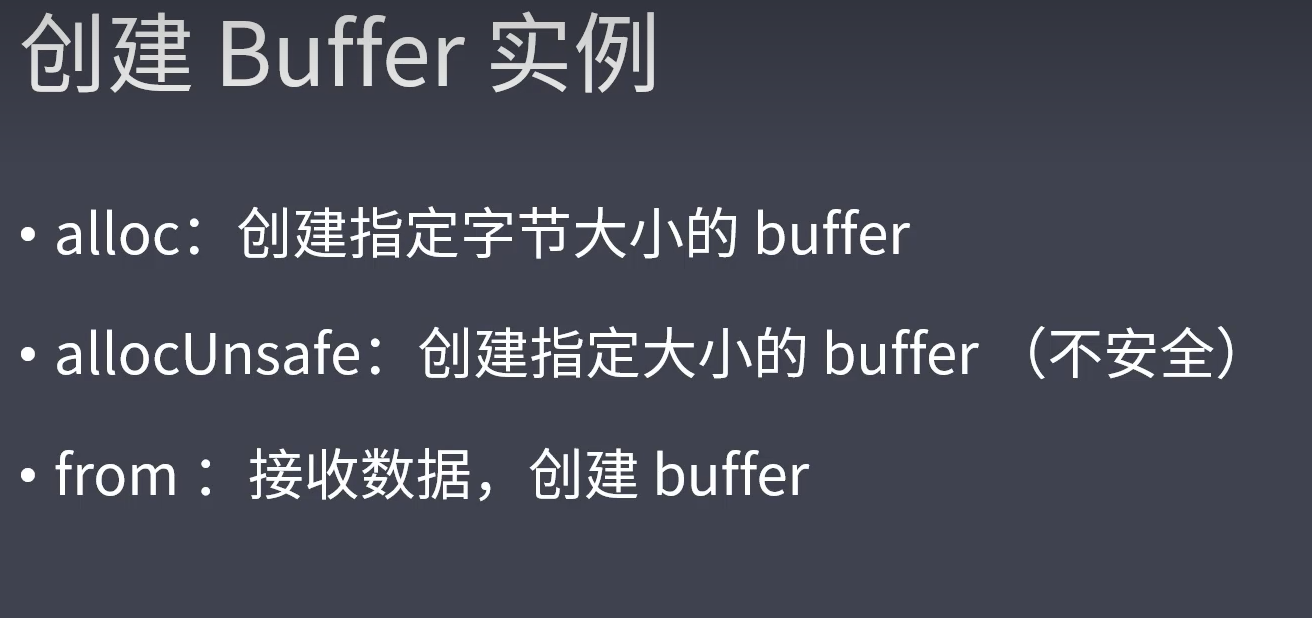 创建 Buffer 实例
• alloc：创建指定字节大小的 buffer
• allocUnsafe：创建指定大小的 buffer （不安全）
• from ：接收数据，创建 buffer